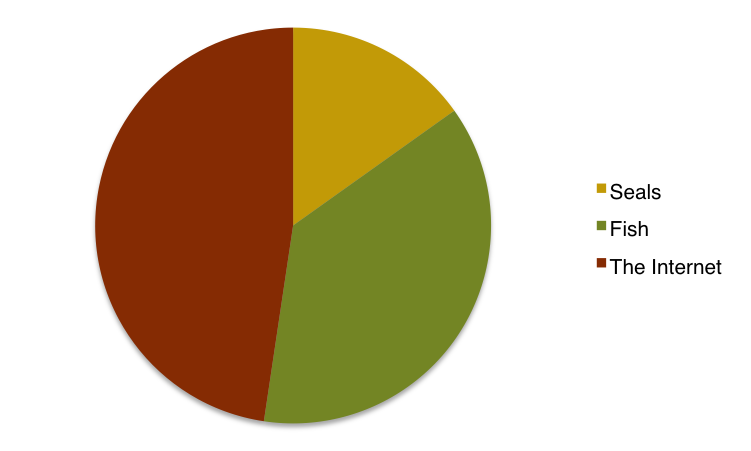 Seals
Fish
The Internet